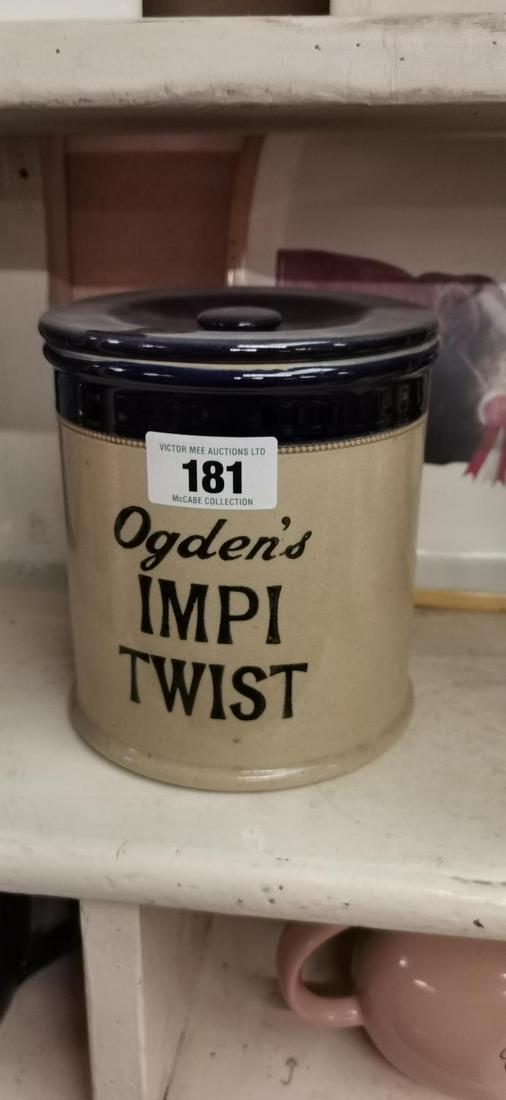 VICTOR MEE AUCTIONS LTD
181
McCABE COLLECTION
Ogden's
IMPI
TWIST